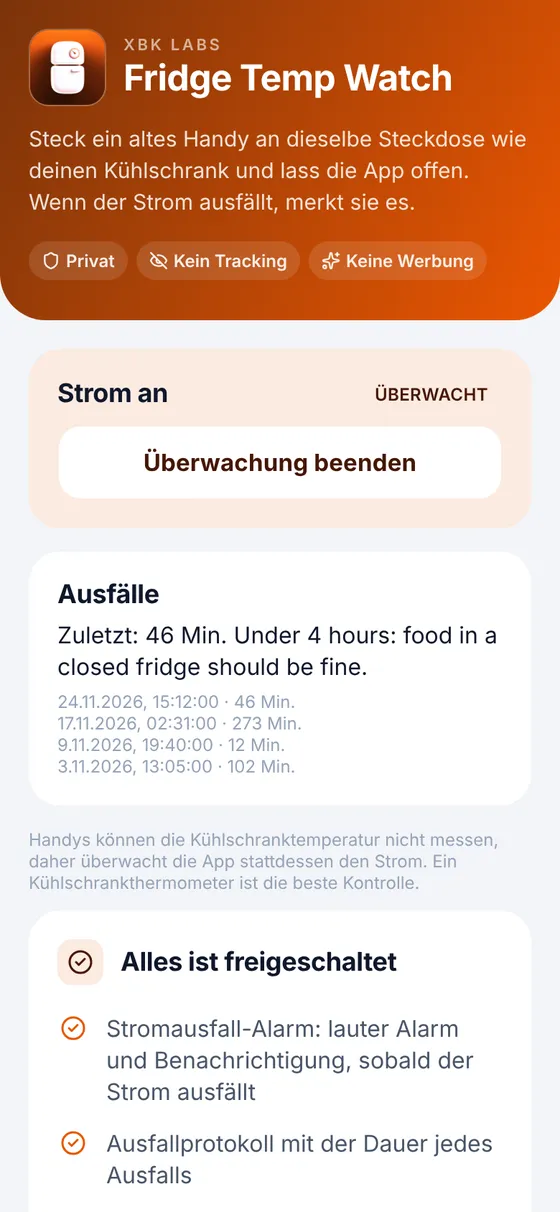 XBK LABS
Fridge Temp Watch
Steck ein altes Handy an dieselbe Steckdose wie
deinen Kühlschrank und lass die App offen.
Wenn der Strom ausfällt, merkt sie es.
Privat
Kein Tracking
Keine Werbung
Strom an
ÜBERWACHT
Überwachung beenden
Ausfälle
Zuletzt: 46 Min. Under 4 hours: food in a
closed fridge should be fine.
24.11.2026, 15:12:00 · 46 Min.
17.11.2026, 02:31:00 · 273 Min.
9.11.2026, 19:40:00 · 12 Min.
3.11.2026, 13:05:00 · 102 Min.
Handys können die Kühlschranktemperatur nicht messen,
daher überwacht die App stattdessen den Strom. Ein
Kühlschrankthermometer ist die beste Kontrolle.
Alles ist freigeschaltet
Stromausfall-Alarm: lauter Alarm
und Benachrichtigung, sobald der
Strom ausfällt
Ausfallprotokoll mit der Dauer jedes
Ausfalls